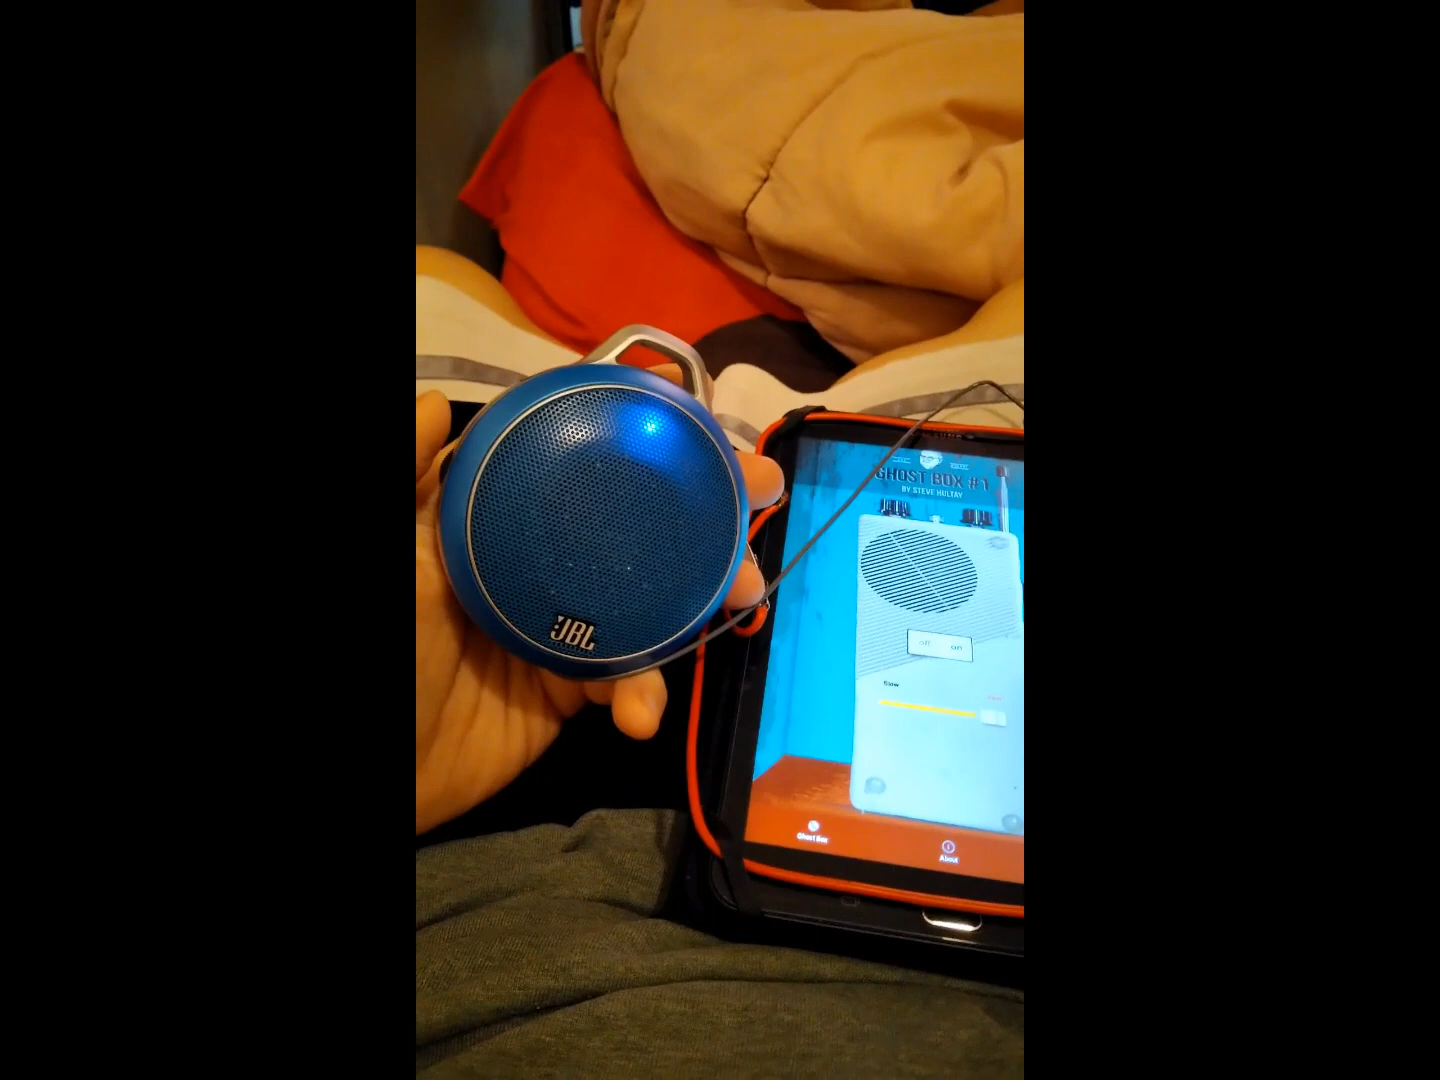 JBL
GHOST BOX #1
BY STEVE HULTAY
off on
Slow
Ghost Box
About